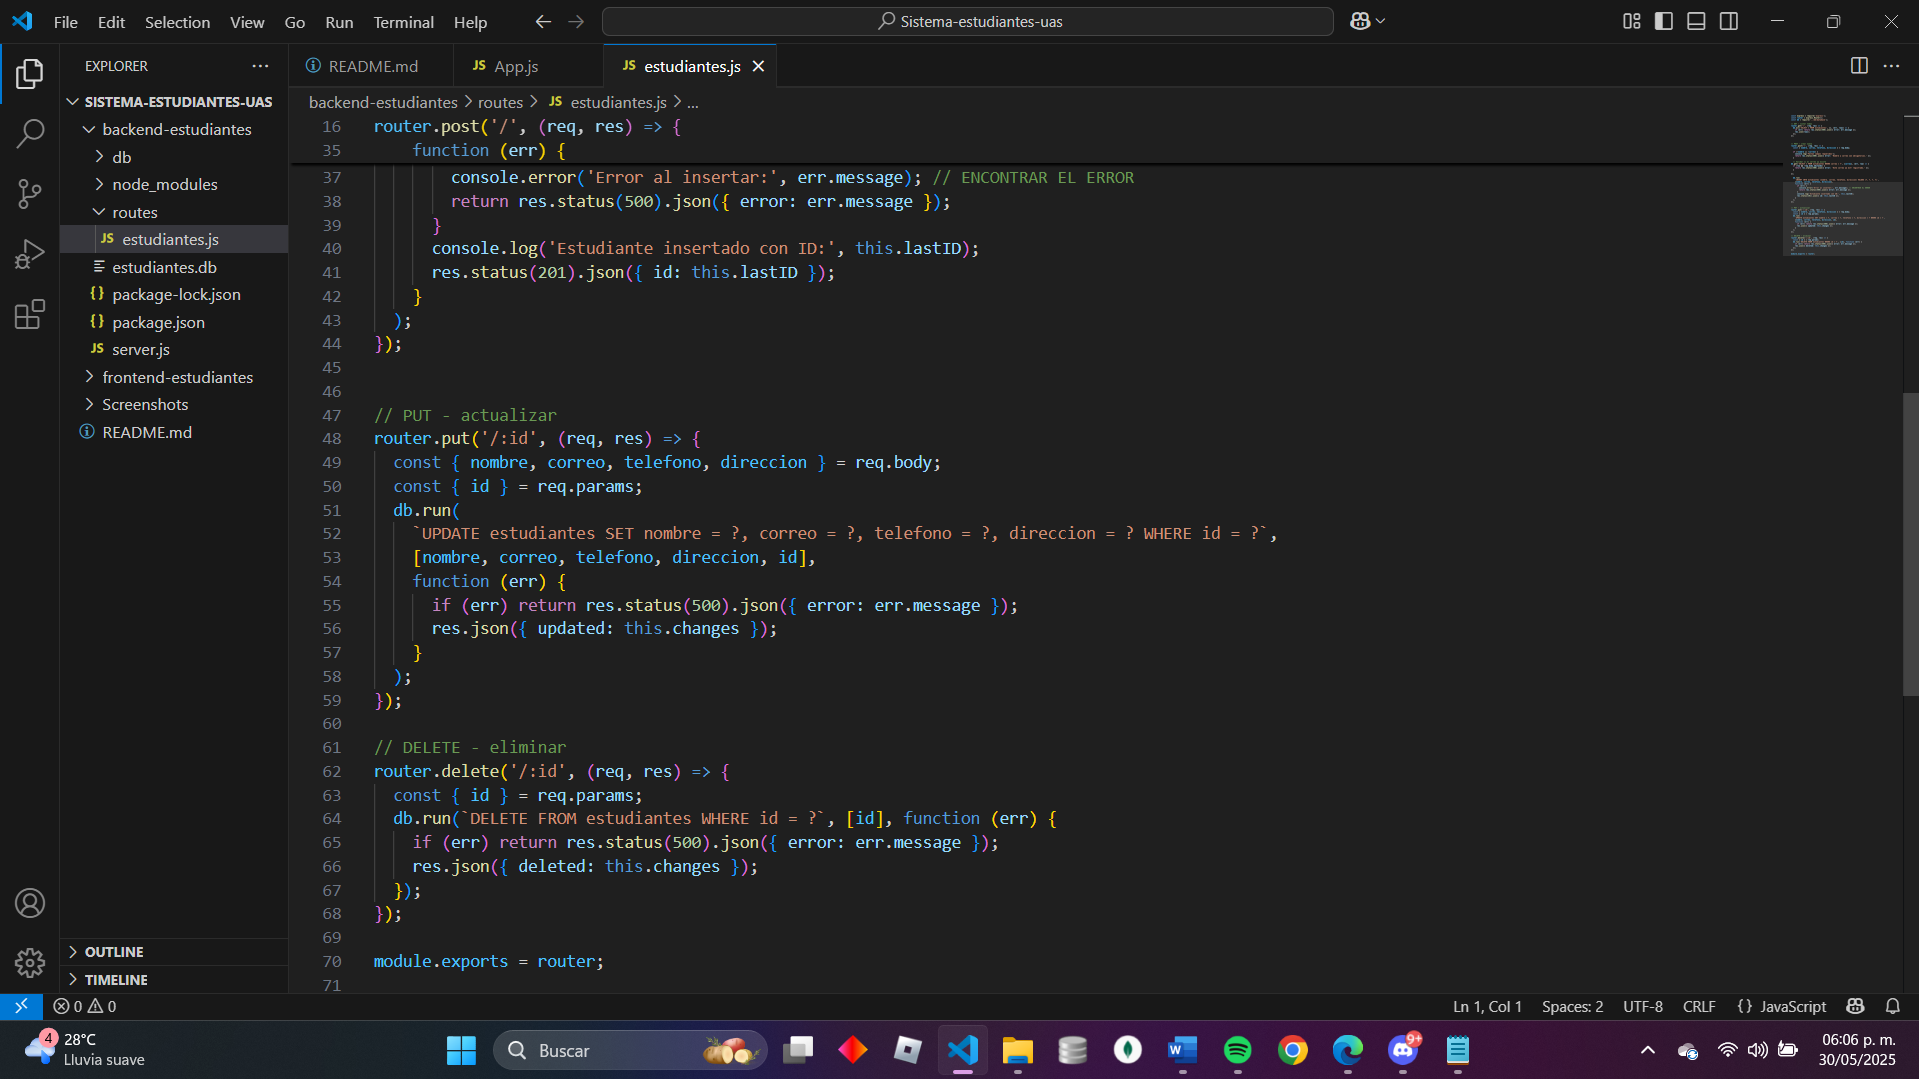 File Edit Selection View Go Run Terminal Help
Sistema-estudiantes-uas
EXPLORER
README.md
JS App.js
JS estudiantes.js
SISTEMA-ESTUDIANTES-UAS
backend-estudiantes
db
node_modules
routes
JS estudiantes.js
estudiantes.db
{} package-lock.json
{} package.json
JS server.js
frontend-estudiantes
Screenshots
README.md
OUTLINE
TIMELINE
backend-estudiantes > routes > JS estudiantes.js > ...
16 router.post('/', (req, res) => {
35 function (err) {
37 console.error('Error al insertar:', err.message); // ENCONTRAR EL ERROR
38 return res.status(500).json({ error: err.message });
39 }
40 console.log('Estudiante insertado con ID:', this.lastID);
41 res.status(201).json({ id: this.lastID });
42 }
43 );
44 });
45
46
47 // PUT - actualizar
48 router.put('/:id', (req, res) => {
49 const { nombre, correo, telefono, direccion } = req.body;
50 const { id } = req.params;
51 db.run(
52 `UPDATE estudiantes SET nombre = ?, correo = ?, telefono = ?, direccion = ? WHERE id = ?`,
53 [nombre, correo, telefono, direccion, id],
54 function (err) {
55 if (err) return res.status(500).json({ error: err.message });
56 res.json({ updated: this.changes });
57 }
58 );
59 });
60
61 // DELETE - eliminar
62 router.delete('/:id', (req, res) => {
63 const { id } = req.params;
64 db.run(`DELETE FROM estudiantes WHERE id = ?`, [id], function (err) {
65 if (err) return res.status(500).json({ error: err.message });
66 res.json({ deleted: this.changes });
67 });
68 });
69
70 module.exports = router;
71
0 0
Ln 1, Col 1 Spaces: 2 UTF-8 CRLF {} JavaScript
4 28°C
Lluvia suave
Buscar
9+
06:06 p. m.
30/05/2025